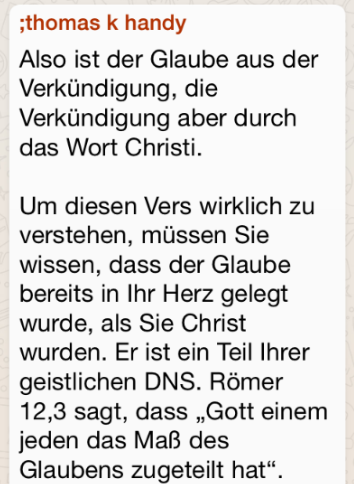 ;thomas k handy
Also ist der Glaube aus der
Verkündigung, die
Verkündigung aber durch
das Wort Christi.
Um diesen Vers wirklich zu
verstehen, müssen Sie
wissen, dass der Glaube
bereits in Ihr Herz gelegt
wurde, als Sie Christ
wurden. Er ist ein Teil Ihrer
geistlichen DNS. Römer
12,3 sagt, dass „Gott einem
jeden das Maß des
Glaubens zugeteilt hat“.